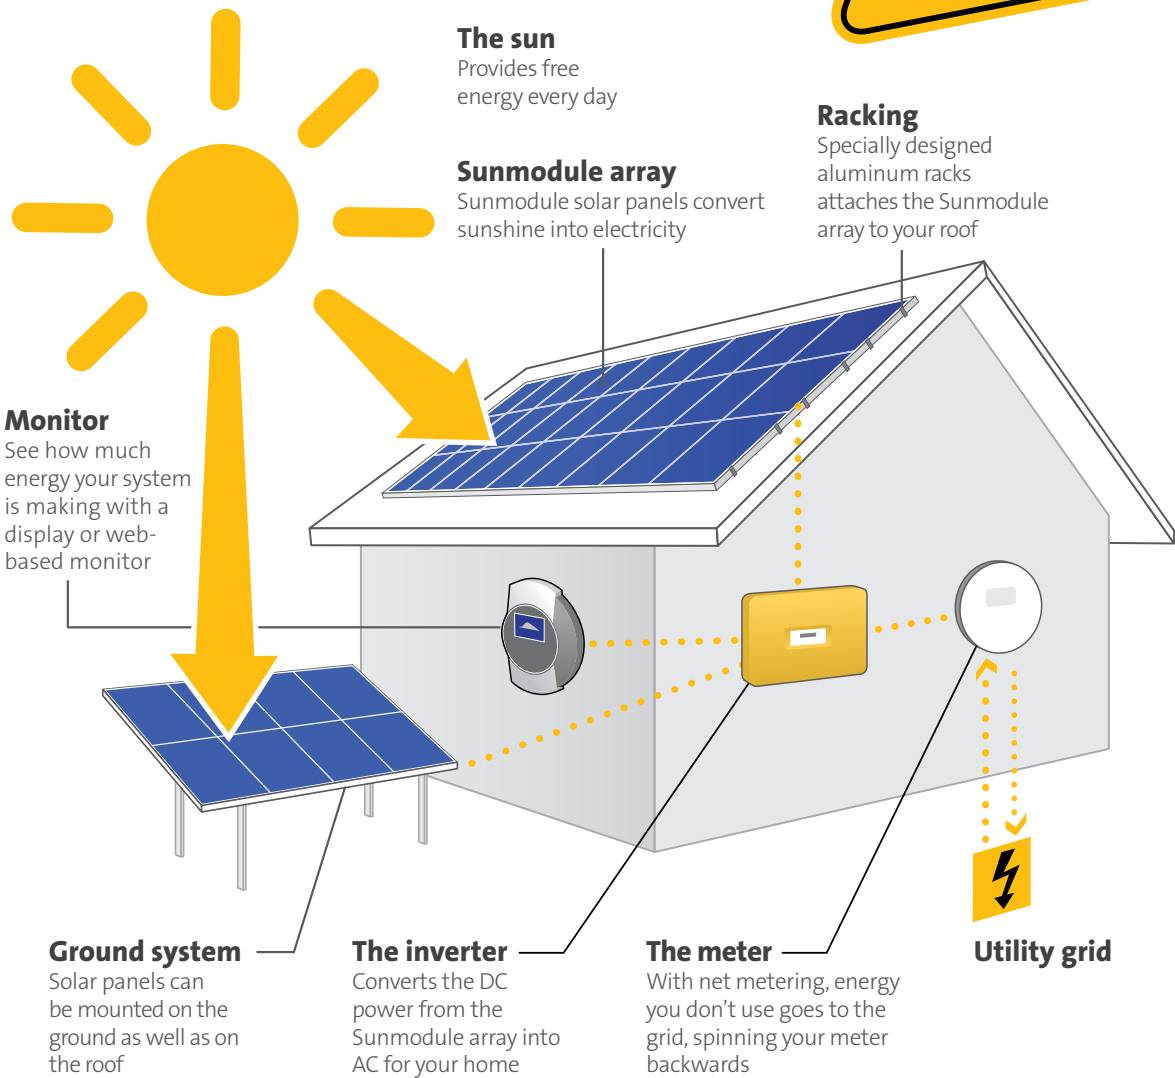 The sun
Provides free
energy every day
Racking
Specially designed
aluminum racks
attaches the Sunmodule
array to your roof
Sunmodule array
Sunmodule solar panels convert
sunshine into electricity
Monitor
See how much
energy your system
is making with a
display or web-
based monitor
Ground system
Solar panels can
be mounted on the
ground as well as on
the roof
The inverter
Converts the DC
power from the
Sunmodule array into
AC for your home
The meter
With net metering, energy
you don’t use goes to the
grid, spinning your meter
backwards
Utility grid